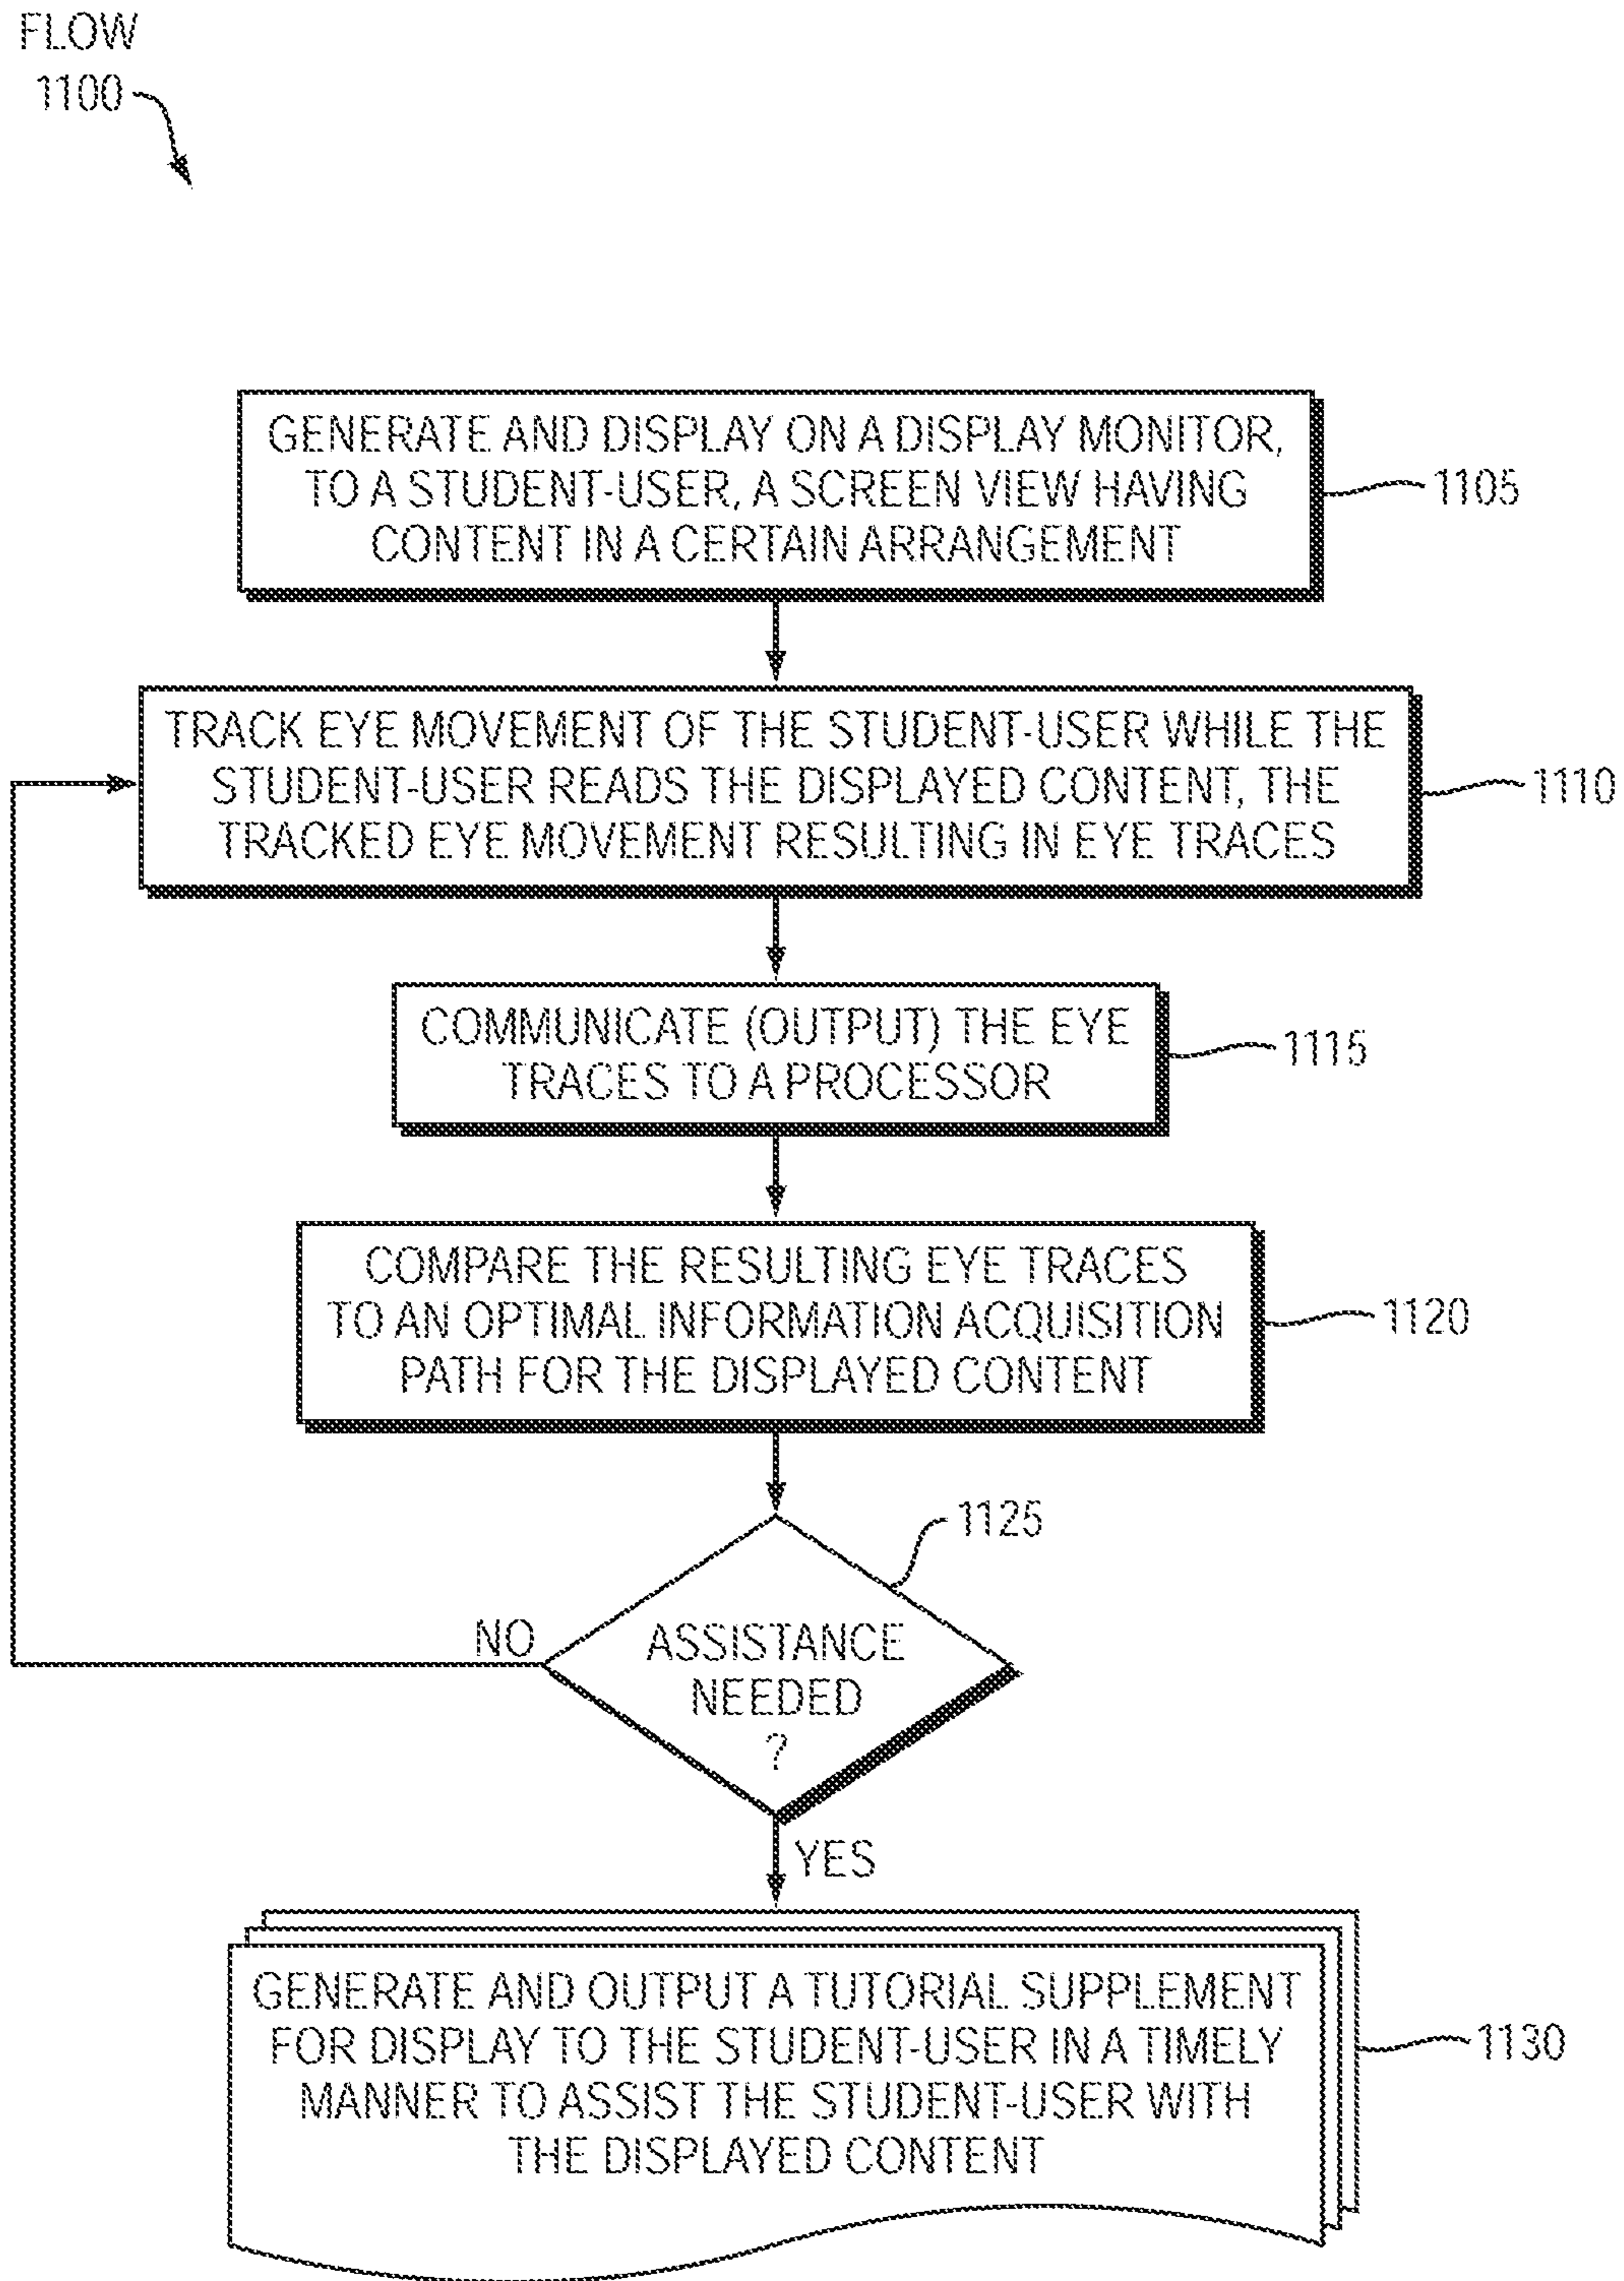 FLOW
1100
GENERATE AND DISPLAY ON A DISPLAY MONITOR,
TO A STUDENT-USER, A SCREEN VIEW HAVING
CONTENT IN A CERTAIN ARRANGEMENT
1105
TRACK EYE MOVEMENT OF THE STUDENT-USER WHILE THE
STUDENT-USER READS THE DISPLAYED CONTENT, THE
TRACKED EYE MOVEMENT RESULTING IN EYE TRACES
1110
COMMUNICATE (OUTPUT) THE EYE
TRACES TO A PROCESSOR
1115
COMPARE THE RESULTING EYE TRACES
TO AN OPTIMAL INFORMATION ACQUISITION
PATH FOR THE DISPLAYED CONTENT
1120
1125
NO
ASSISTANCE
NEEDED
?
YES
GENERATE AND OUTPUT A TUTORIAL SUPPLEMENT
FOR DISPLAY TO THE STUDENT-USER IN A TIMELY
MANNER TO ASSIST THE STUDENT-USER WITH
THE DISPLAYED CONTENT
1130